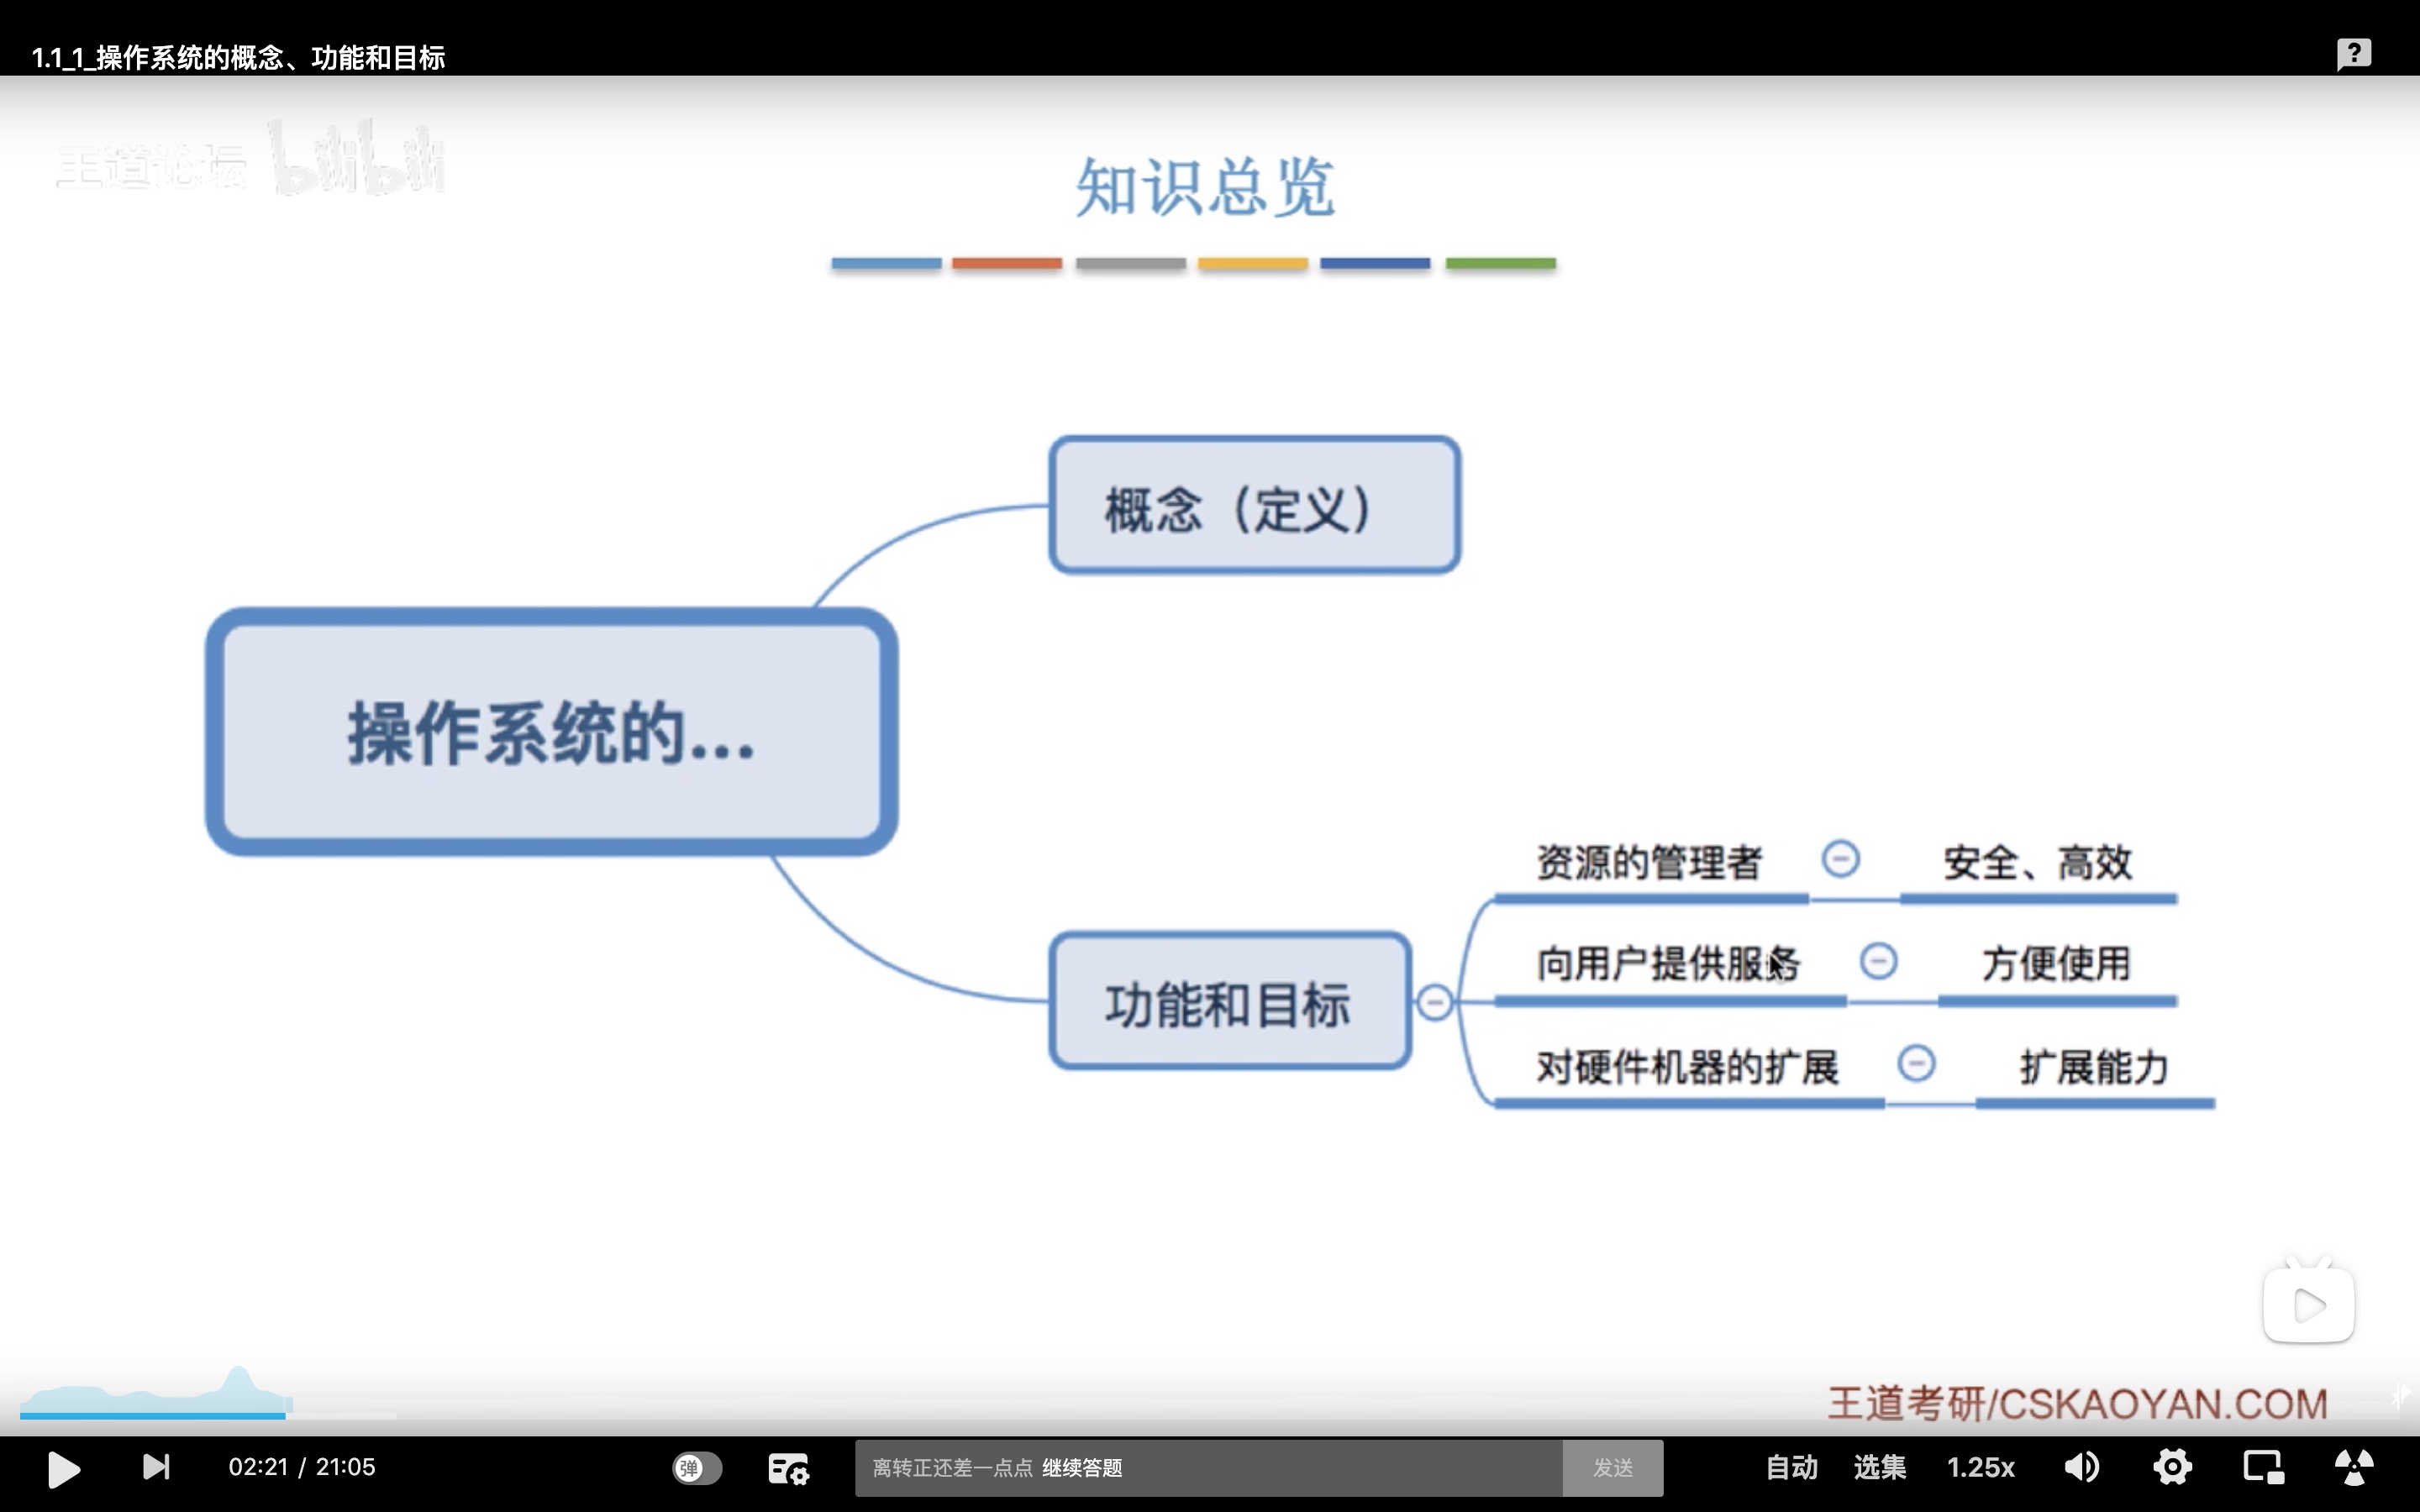 1.1_1_操作系统的概念、功能和目标
王道论坛 bilibili
知识总览
概念（定义）
操作系统的...
功能和目标
资源的管理者 安全、高效
向用户提供服务 方便使用
对硬件机器的扩展 扩展能力
王道考研/CSKAOYAN.COM
02:21 / 21:05 弹 离转正还差一点点 继续答题 发送 自动 选集 1.25x